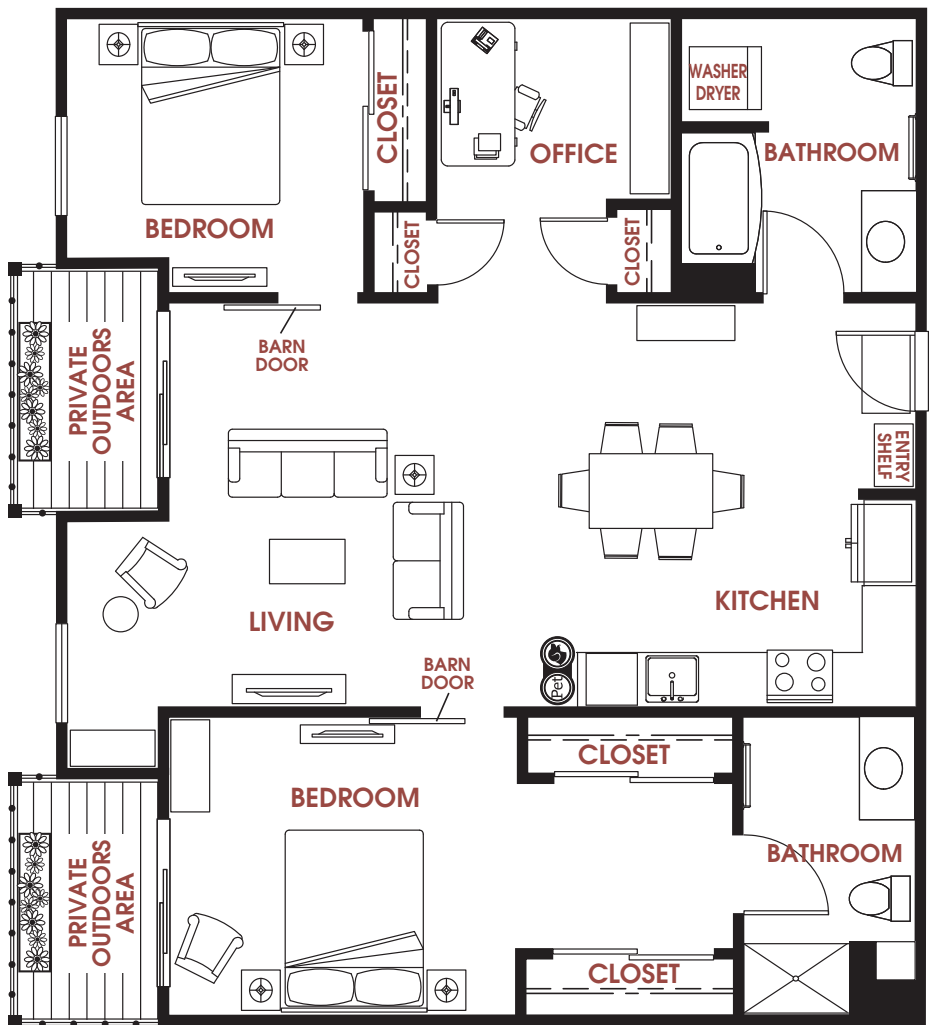 WASHER
DRYER
CLOSET
OFFICE
BATHROOM
BEDROOM
CLOSET
CLOSET
BARN
DOOR
PRIVATE
OUTDOORS
AREA
ENTRY
SHELF
KITCHEN
LIVING
BARN
DOOR
Pet
CLOSET
BEDROOM
BATHROOM
PRIVATE
OUTDOORS
AREA
CLOSET